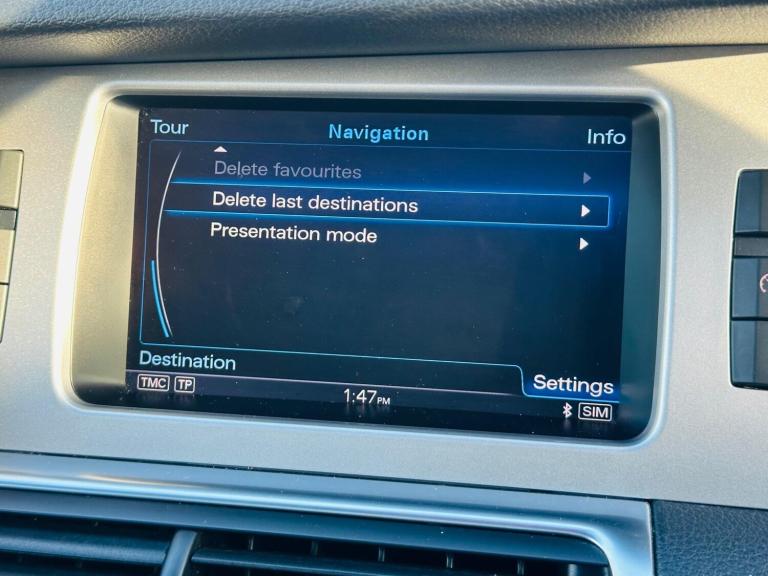 Tour Navigation Info
Delete favourites
Delete last destinations
Presentation mode
Destination Settings
TMC TP 1:47PM SIM